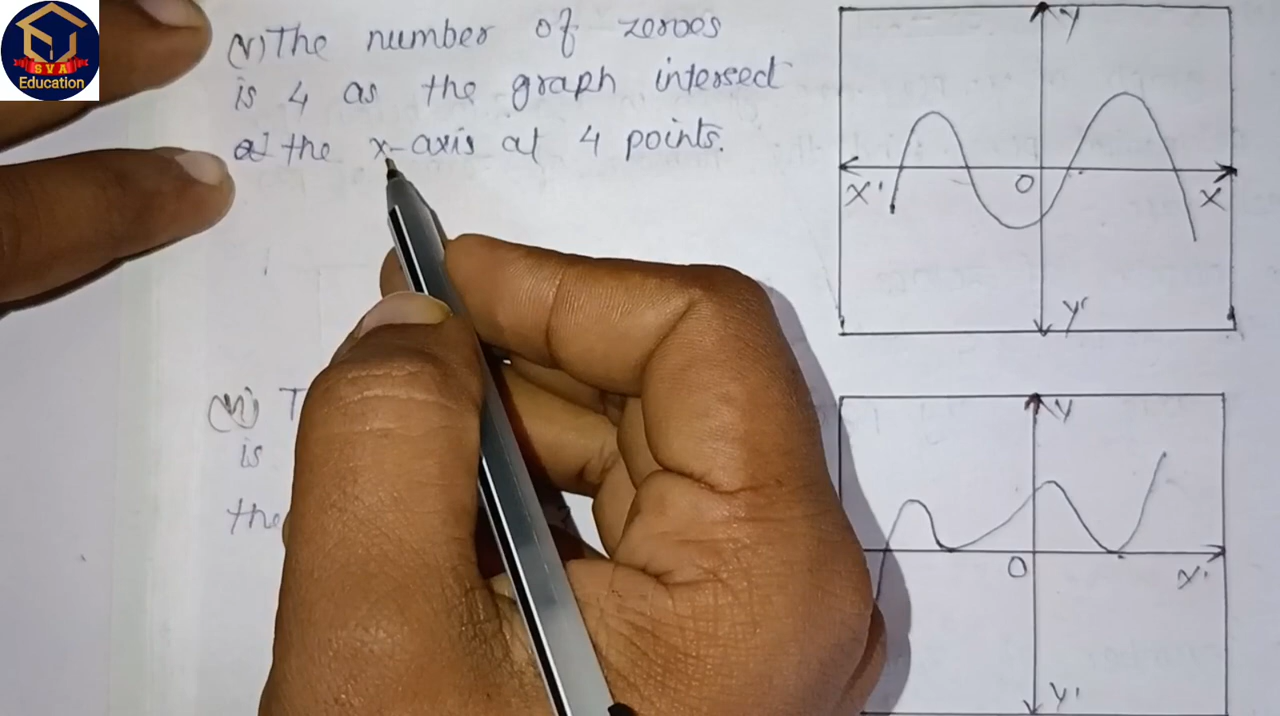 SVA
Education
(V) The number of zeroes
is 4 as the graph intersect
the x-axis at 4 points.
Y
X'
O
X
Y'
(vi) T
is
the
Y
O
X'
Y'